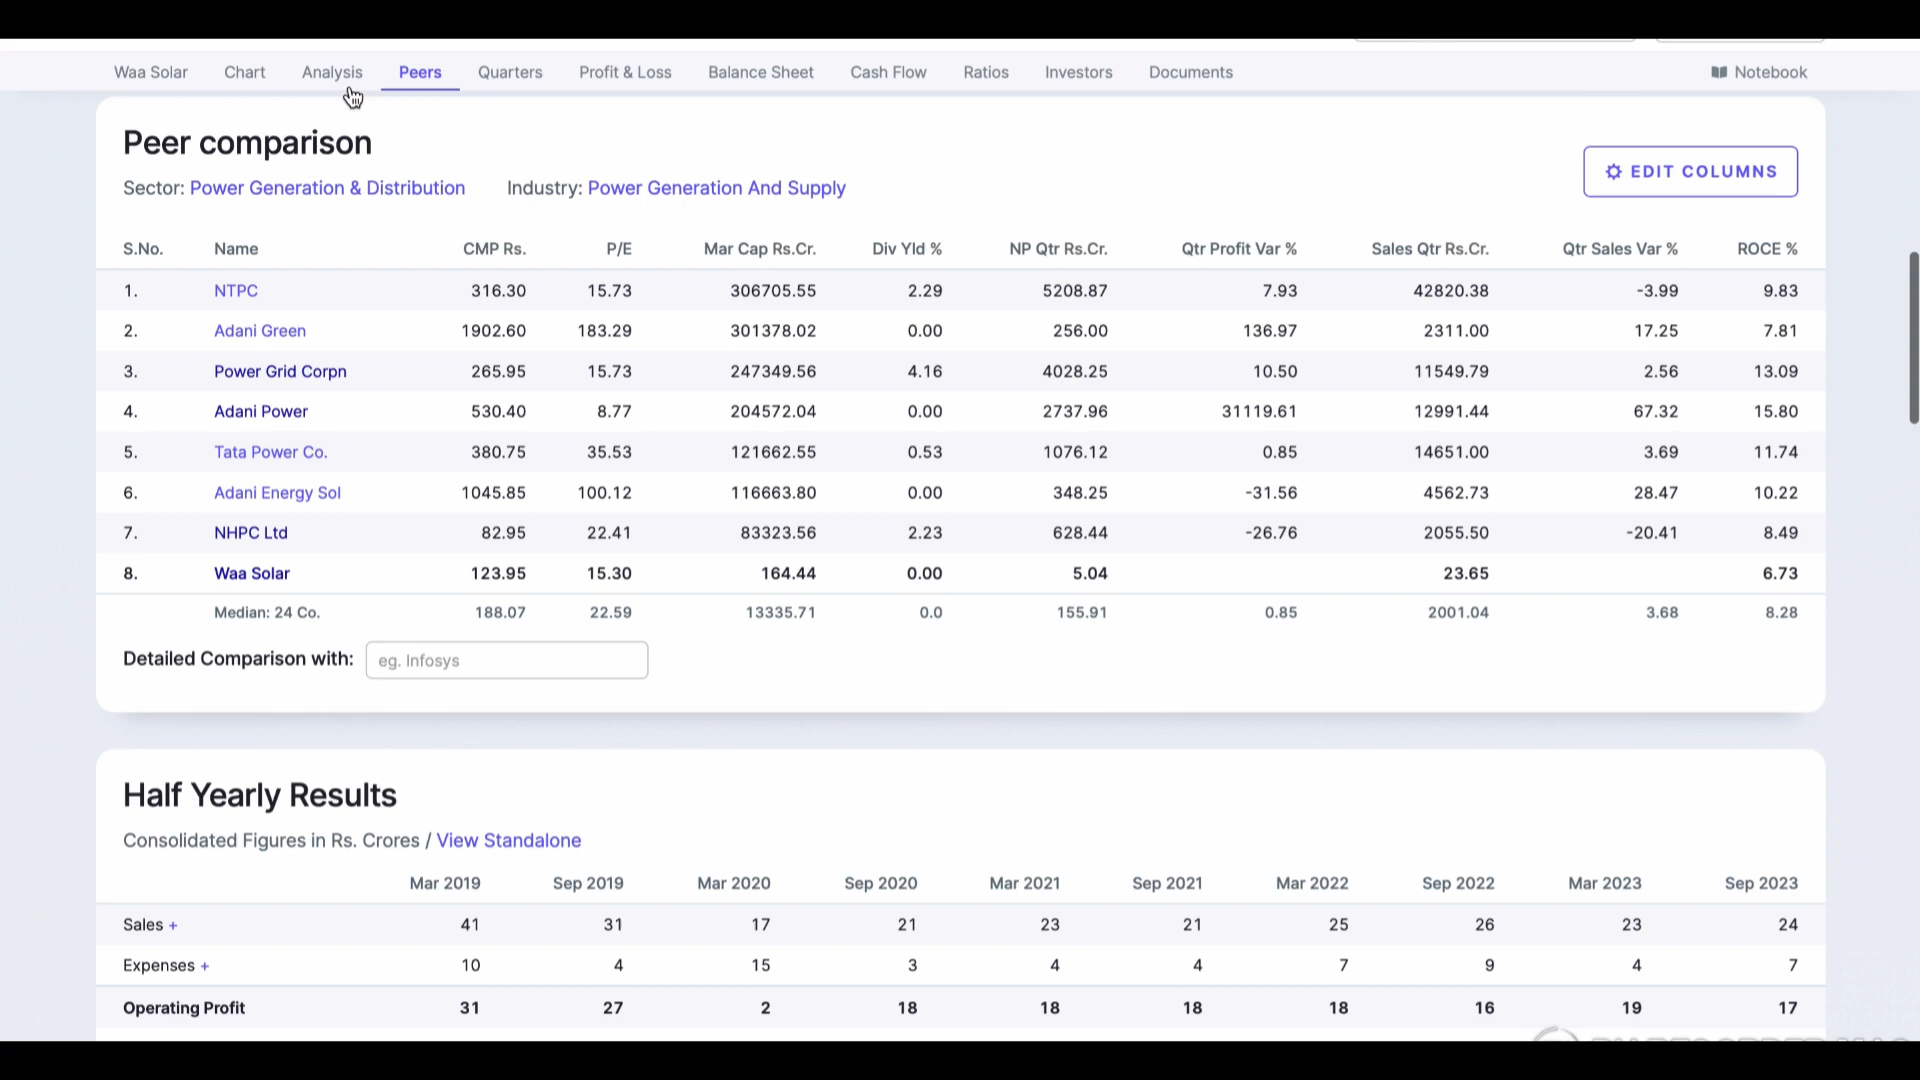 Waa Solar Chart Analysis Peers Quarters Profit & Loss Balance Sheet Cash Flow Ratios Investors Documents Notebook
Peer comparison
EDIT COLUMNS
Sector: Power Generation & Distribution Industry: Power Generation And Supply
S.No. Name CMP Rs. P/E Mar Cap Rs.Cr. Div Yld % NP Qtr Rs.Cr. Qtr Profit Var % Sales Qtr Rs.Cr. Qtr Sales Var % ROCE %
1. NTPC 316.30 15.73 306705.55 2.29 5208.87 7.93 42820.38 -3.99 9.83
2. Adani Green 1902.60 183.29 301378.02 0.00 256.00 136.97 2311.00 17.25 7.81
3. Power Grid Corpn 265.95 15.73 247349.56 4.16 4028.25 10.50 11549.79 2.56 13.09
4. Adani Power 530.40 8.77 204572.04 0.00 2737.96 31119.61 12991.44 67.32 15.80
5. Tata Power Co. 380.75 35.53 121662.55 0.53 1076.12 0.85 14651.00 3.69 11.74
6. Adani Energy Sol 1045.85 100.12 116663.80 0.00 348.25 -31.56 4562.73 28.47 10.22
7. NHPC Ltd 82.95 22.41 83323.56 2.23 628.44 -26.76 2055.50 -20.41 8.49
8. Waa Solar 123.95 15.30 164.44 0.00 5.04 23.65 6.73
Median: 24 Co. 188.07 22.59 13335.71 0.0 155.91 0.85 2001.04 3.68 8.28
Detailed Comparison with: eg. Infosys
Half Yearly Results
Consolidated Figures in Rs. Crores / View Standalone
Mar 2019 Sep 2019 Mar 2020 Sep 2020 Mar 2021 Sep 2021 Mar 2022 Sep 2022 Mar 2023 Sep 2023
Sales + 41 31 17 21 23 21 25 26 23 24
Expenses + 10 4 15 3 4 4 7 9 4 7
Operating Profit 31 27 2 18 18 18 18 16 19 17